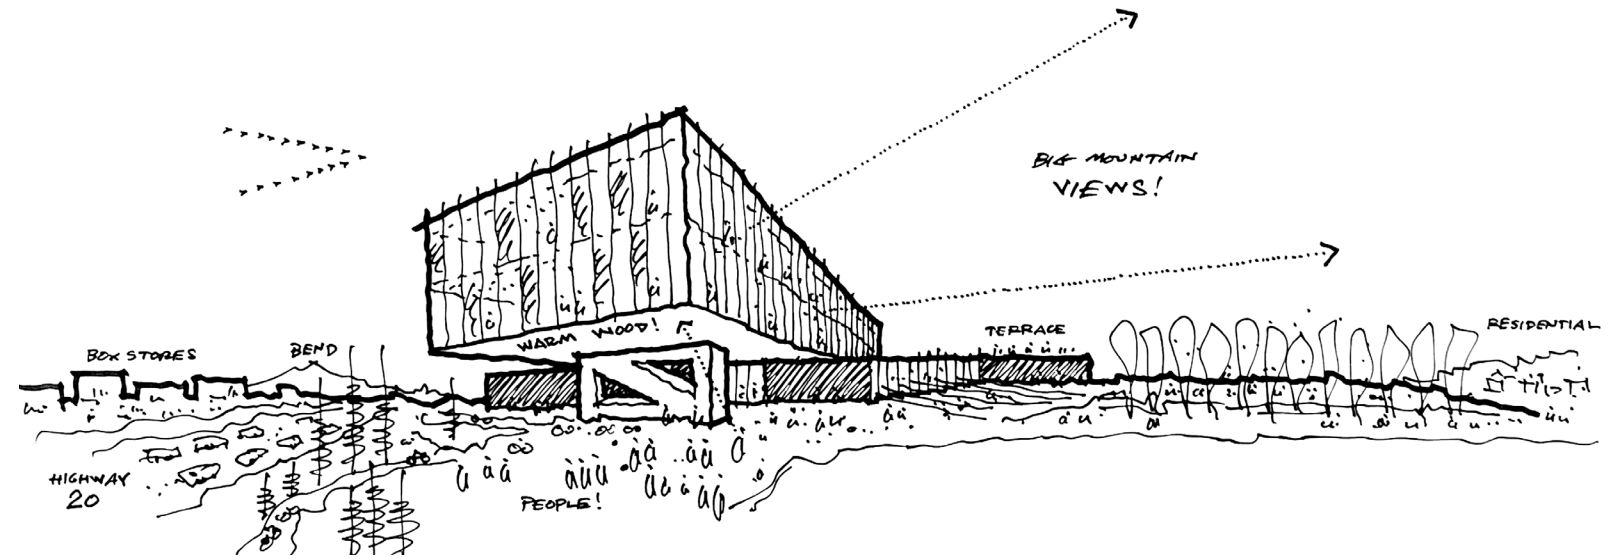 BIG MOUNTAIN
VIEWS!
WARM WOOD!
TERRACE
RESIDENTIAL
BOX STORES
BEND
HIGHWAY
20
PEOPLE!